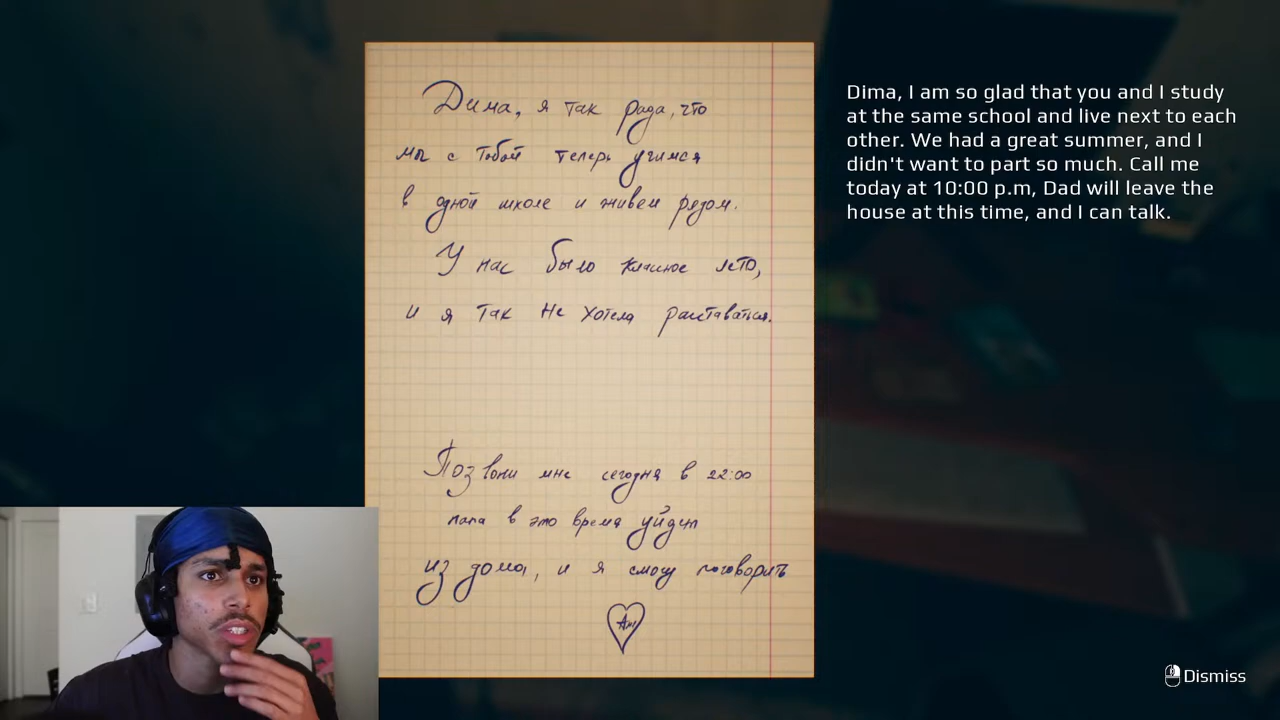 Дима, я так рада, что
мы с тобой теперь учимся
в одной школе и живем рядом.
У нас было классное лето,
и я так не хотела расставаться.
Позвони мне сегодня в 22:00
папа в это время уйдет
из дома, и я смогу поговорить
Dima, I am so glad that you and I study
at the same school and live next to each
other. We had a great summer, and I
didn't want to part so much. Call me
today at 10:00 p.m, Dad will leave the
house at this time, and I can talk.
Dismiss